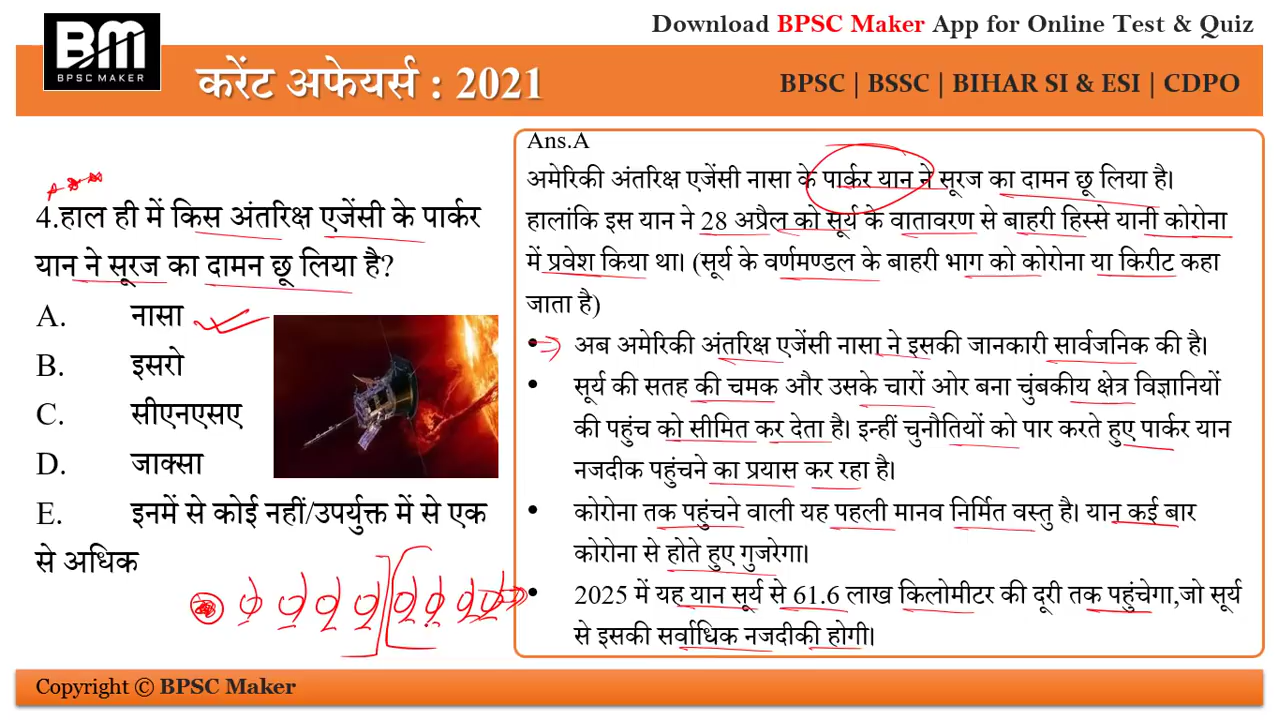 Download BPSC Maker App for Online Test & Quiz
BM
BPSC MAKER
करेंट अफेयर्स : 2021
BPSC | BSSC | BIHAR SI & ESI | CDPO
4.हाल ही में किस अंतरिक्ष एजेंसी के पार्कर
यान ने सूरज का दामन छू लिया है?
A. नासा
B. इसरो
C. सीएनएसए
D. जाक्सा
E. इनमें से कोई नहीं/उपर्युक्त में से एक
से अधिक
Ans.A
अमेरिकी अंतरिक्ष एजेंसी नासा के पार्कर यान ने सूरज का दामन छू लिया है।
हालांकि इस यान ने 28 अप्रैल को सूर्य के वातावरण से बाहरी हिस्से यानी कोरोना
में प्रवेश किया था। (सूर्य के वर्णमण्डल के बाहरी भाग को कोरोना या किरीट कहा
जाता है)
• अब अमेरिकी अंतरिक्ष एजेंसी नासा ने इसकी जानकारी सार्वजनिक की है।
• सूर्य की सतह की चमक और उसके चारों ओर बना चुंबकीय क्षेत्र विज्ञानियों
की पहुंच को सीमित कर देता है। इन्हीं चुनौतियों को पार करते हुए पार्कर यान
नजदीक पहुंचने का प्रयास कर रहा है।
• कोरोना तक पहुंचने वाली यह पहली मानव निर्मित वस्तु है। यान कई बार
कोरोना से होते हुए गुजरेगा।
• 2025 में यह यान सूर्य से 61.6 लाख किलोमीटर की दूरी तक पहुंचेगा,जो सूर्य
से इसकी सर्वाधिक नजदीकी होगी।
Copyright © BPSC Maker